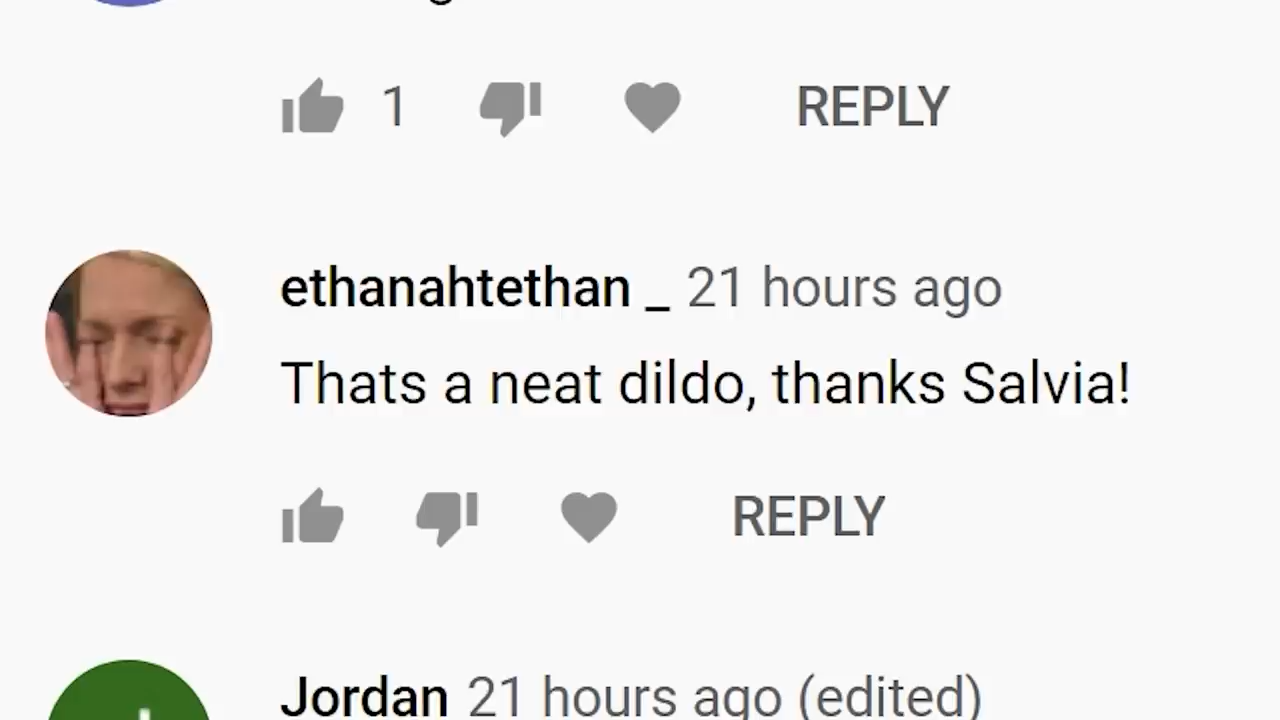 1 REPLY
ethanahtethan _ 21 hours ago
Thats a neat dildo, thanks Salvia!
REPLY
Jordan 21 hours ago (edited)